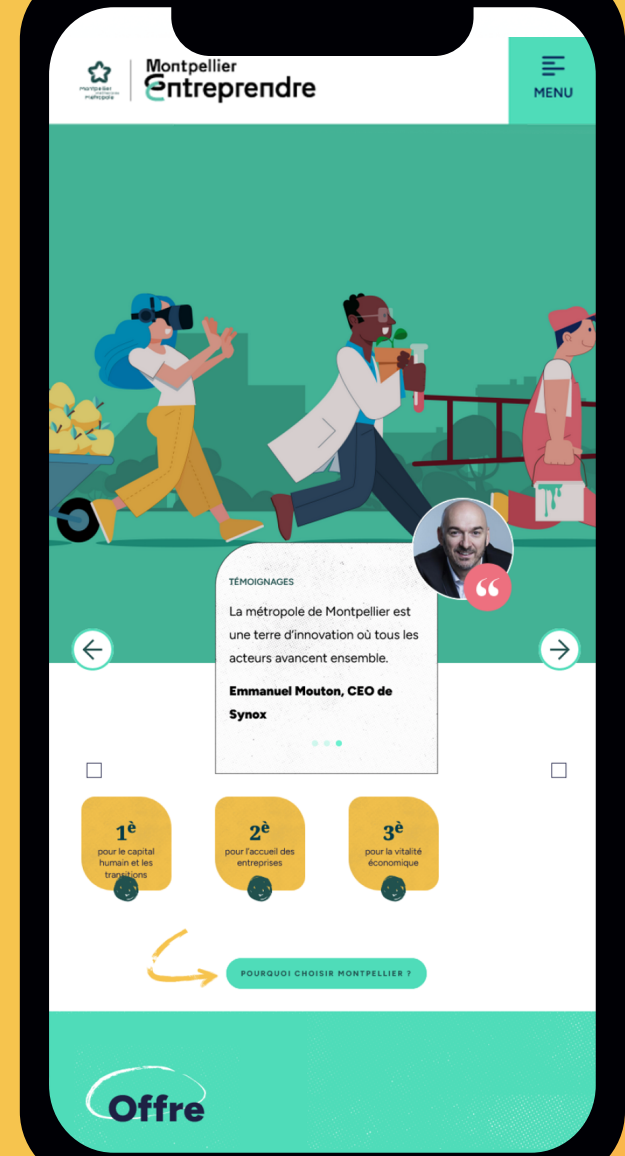 montpellier
métropole
Montpellier
Entreprendre
MENU
TÉMOIGNAGES
La métropole de Montpellier est
une terre d'innovation où tous les
acteurs avancent ensemble.
Emmanuel Mouton, CEO de
Synox
1è
pour le capital
humain et les
transitions
2è
pour l'accueil des
entreprises
3è
pour la vitalité
économique
POURQUOI CHOISIR MONTPELLIER ?
Offre